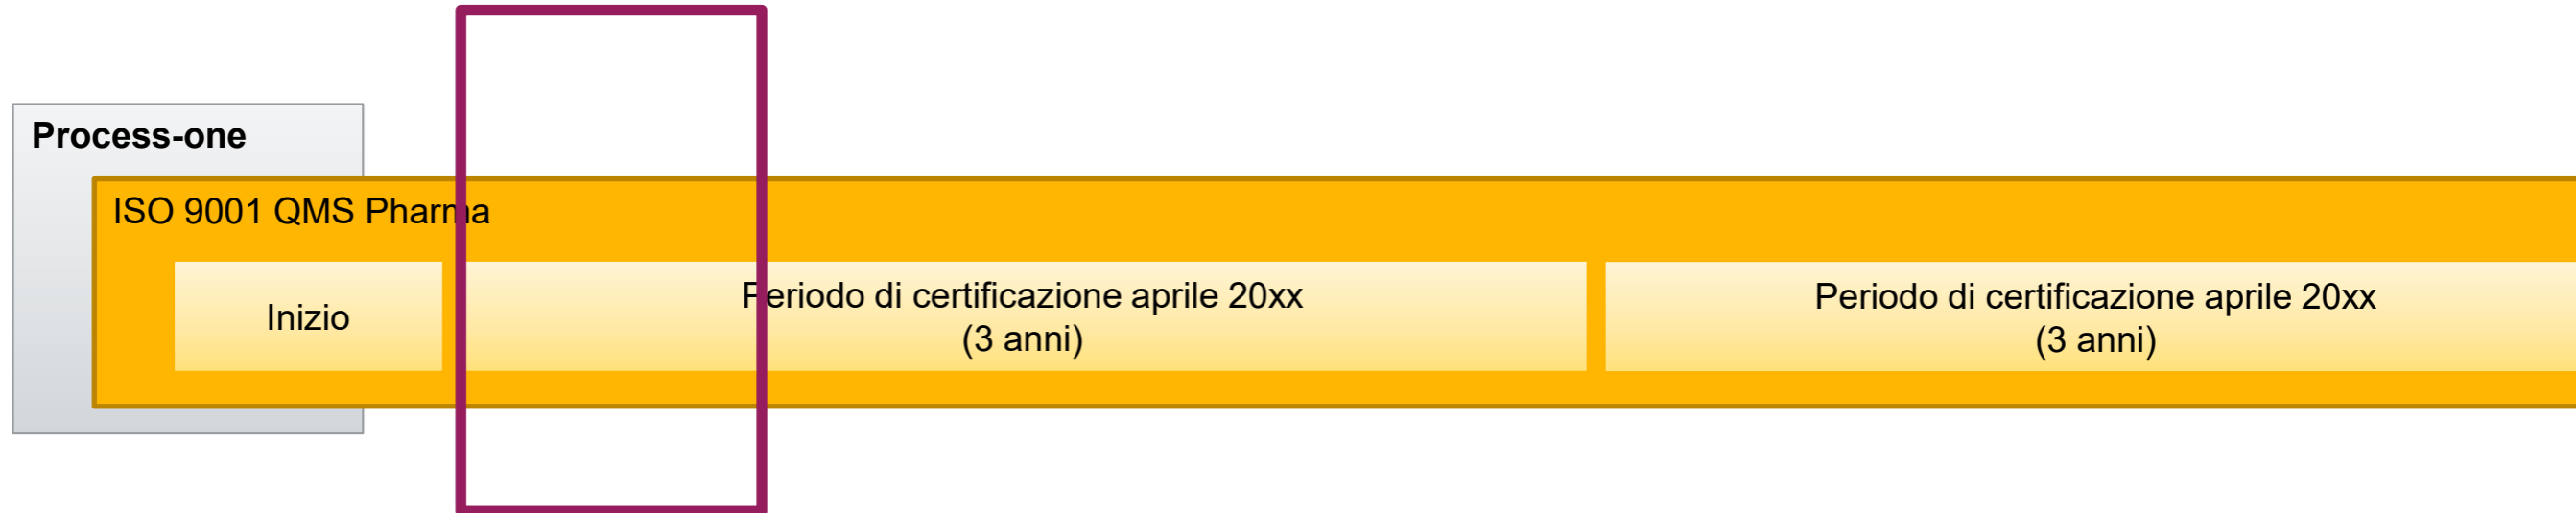 Process-one
ISO 9001 QMS Pharma
Inizio
Periodo di certificazione aprile 20xx
(3 anni)
Periodo di certificazione aprile 20xx
(3 anni)